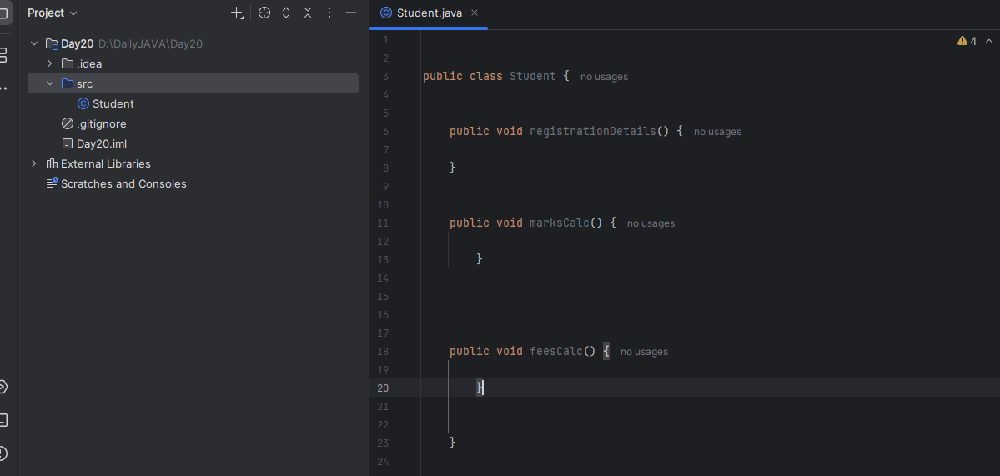 Project
Day20 D:\DailyJAVA\Day20
.idea
src
Student
.gitignore
Day20.iml
External Libraries
Scratches and Consoles
Student.java
4
1
2
3 public class Student { no usages
4
5
6 public void registrationDetails() { no usages
7
8 }
9
10
11 public void marksCalc() { no usages
12
13 }
14
15
16
17
18 public void feesCalc() { no usages
19
20 }
21
22
23 }
24